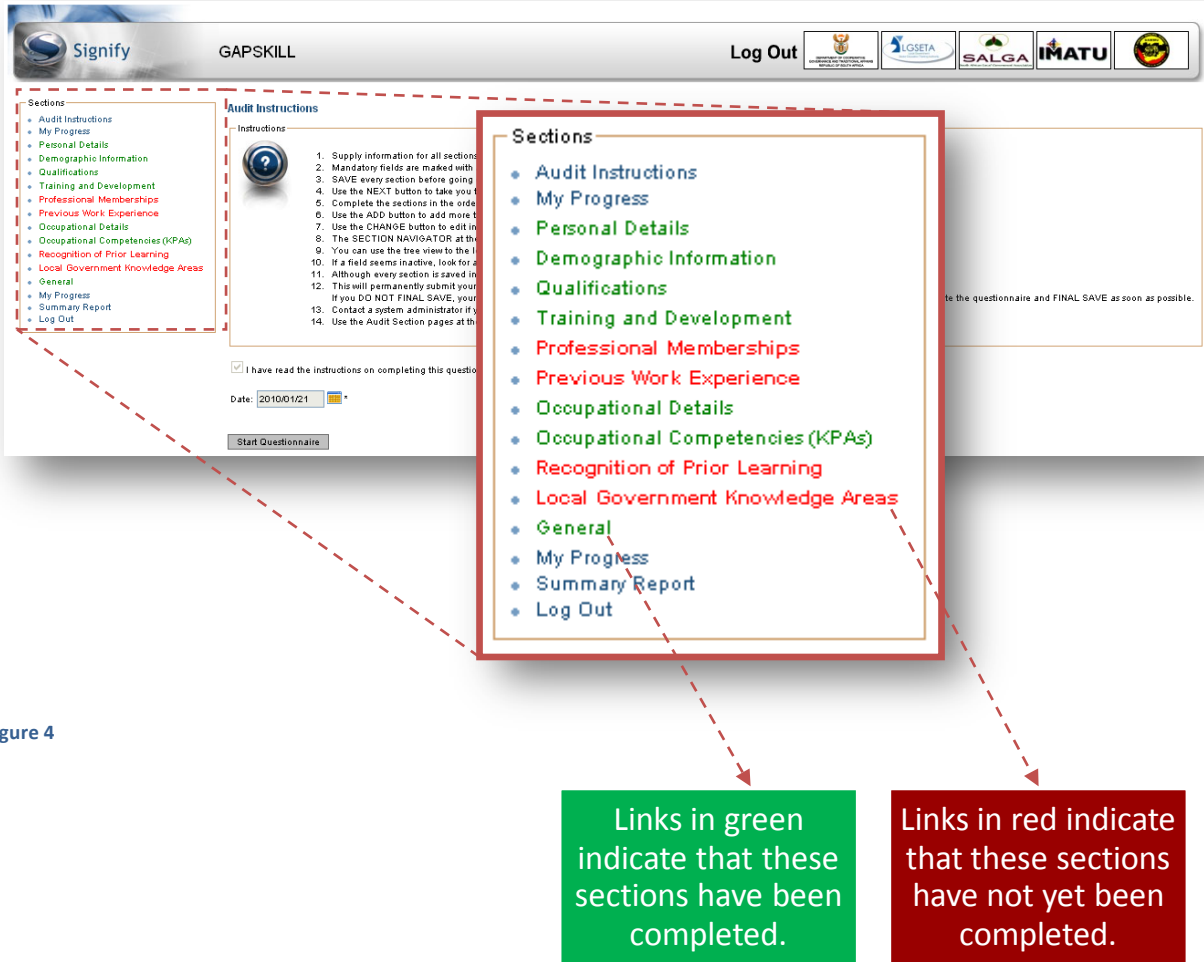 Signify
GAPSKILL
Log Out
LGSETA
SALGA
IMATU
Sections
Audit Instructions
My Progress
Personal Details
Demographic Information
Qualifications
Training and Development
Professional Memberships
Previous Work Experience
Occupational Details
Occupational Competencies (KPAs)
Recognition of Prior Learning
Local Government Knowledge Areas
General
My Progress
Summary Report
Log Out
Audit Instructions
Instructions
1. Supply information for all sections
2. Mandatory fields are marked with
3. SAVE every section before going
4. Use the NEXT button to take you
5. Complete the sections in the orde
6. Use the ADD button to add more
7. Use the CHANGE button to edit in
8. The SECTION NAVIGATOR at the
9. You can use the tree view to the
10. If a field seems inactive, look for
11. Although every section is saved in
12. This will permanently submit your
If you DO NOT FINAL SAVE, your te the questionnaire and FINAL SAVE as soon as possible.
13. Contact a system administrator if
14. Use the Audit Section pages at the
I have read the instructions on completing this questio
Date: 2010/01/21 *
Start Questionnaire
Sections
Audit Instructions
My Progress
Personal Details
Demographic Information
Qualifications
Training and Development
Professional Memberships
Previous Work Experience
Occupational Details
Occupational Competencies (KPAs)
Recognition of Prior Learning
Local Government Knowledge Areas
General
My Progress
Summary Report
Log Out
gure 4
Links in green
indicate that these
sections have been
completed.
Links in red indicate
that these sections
have not yet been
completed.